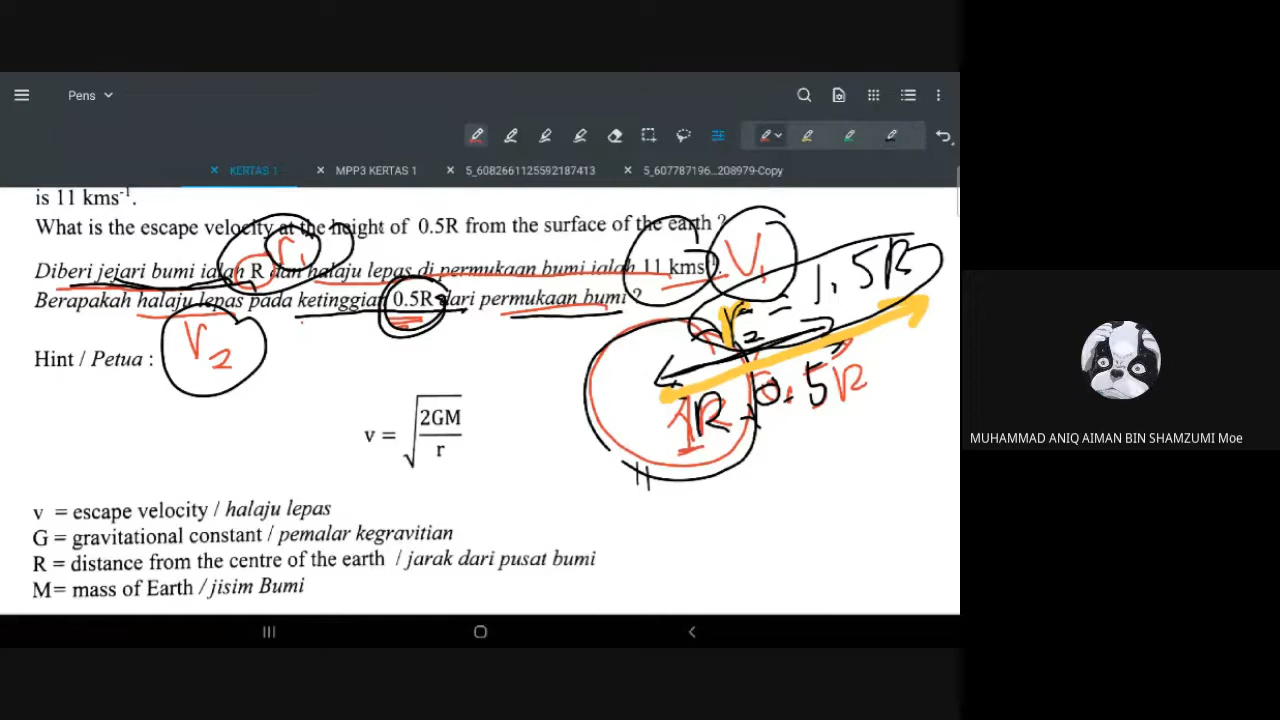 Pens
KERTAS 1
MPP3 KERTAS 1
5_6082661125592187413
5_607787196...208979-Copy
is 11 kms⁻¹.
What is the escape velocity at the height of 0.5R from the surface of the earth ?
r₁
V₁
Diberi jejari bumi ialah R dan halaju lepas di permukaan bumi ialah 11 kms⁻¹.
Berapakah halaju lepas pada ketinggian 0.5R dari permukaan bumi ?
r₂ = 1.5R
V₂
Hint / Petua :
R 0.5R
v = √2GM/r
v = escape velocity / halaju lepas
G = gravitational constant / pemalar kegravitian
R = distance from the centre of the earth / jarak dari pusat bumi
M= mass of Earth / jisim Bumi
MUHAMMAD ANIQ AIMAN BIN SHAMZUMI Moe